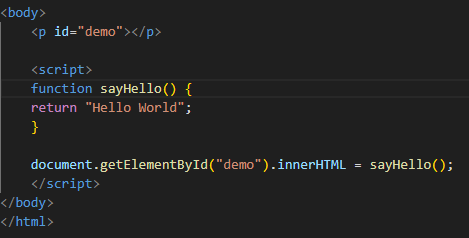 <body>
<p id="demo"></p>
<script>
function sayHello() {
return "Hello World";
}
document.getElementById("demo").innerHTML = sayHello();
</script>
</body>
</html>